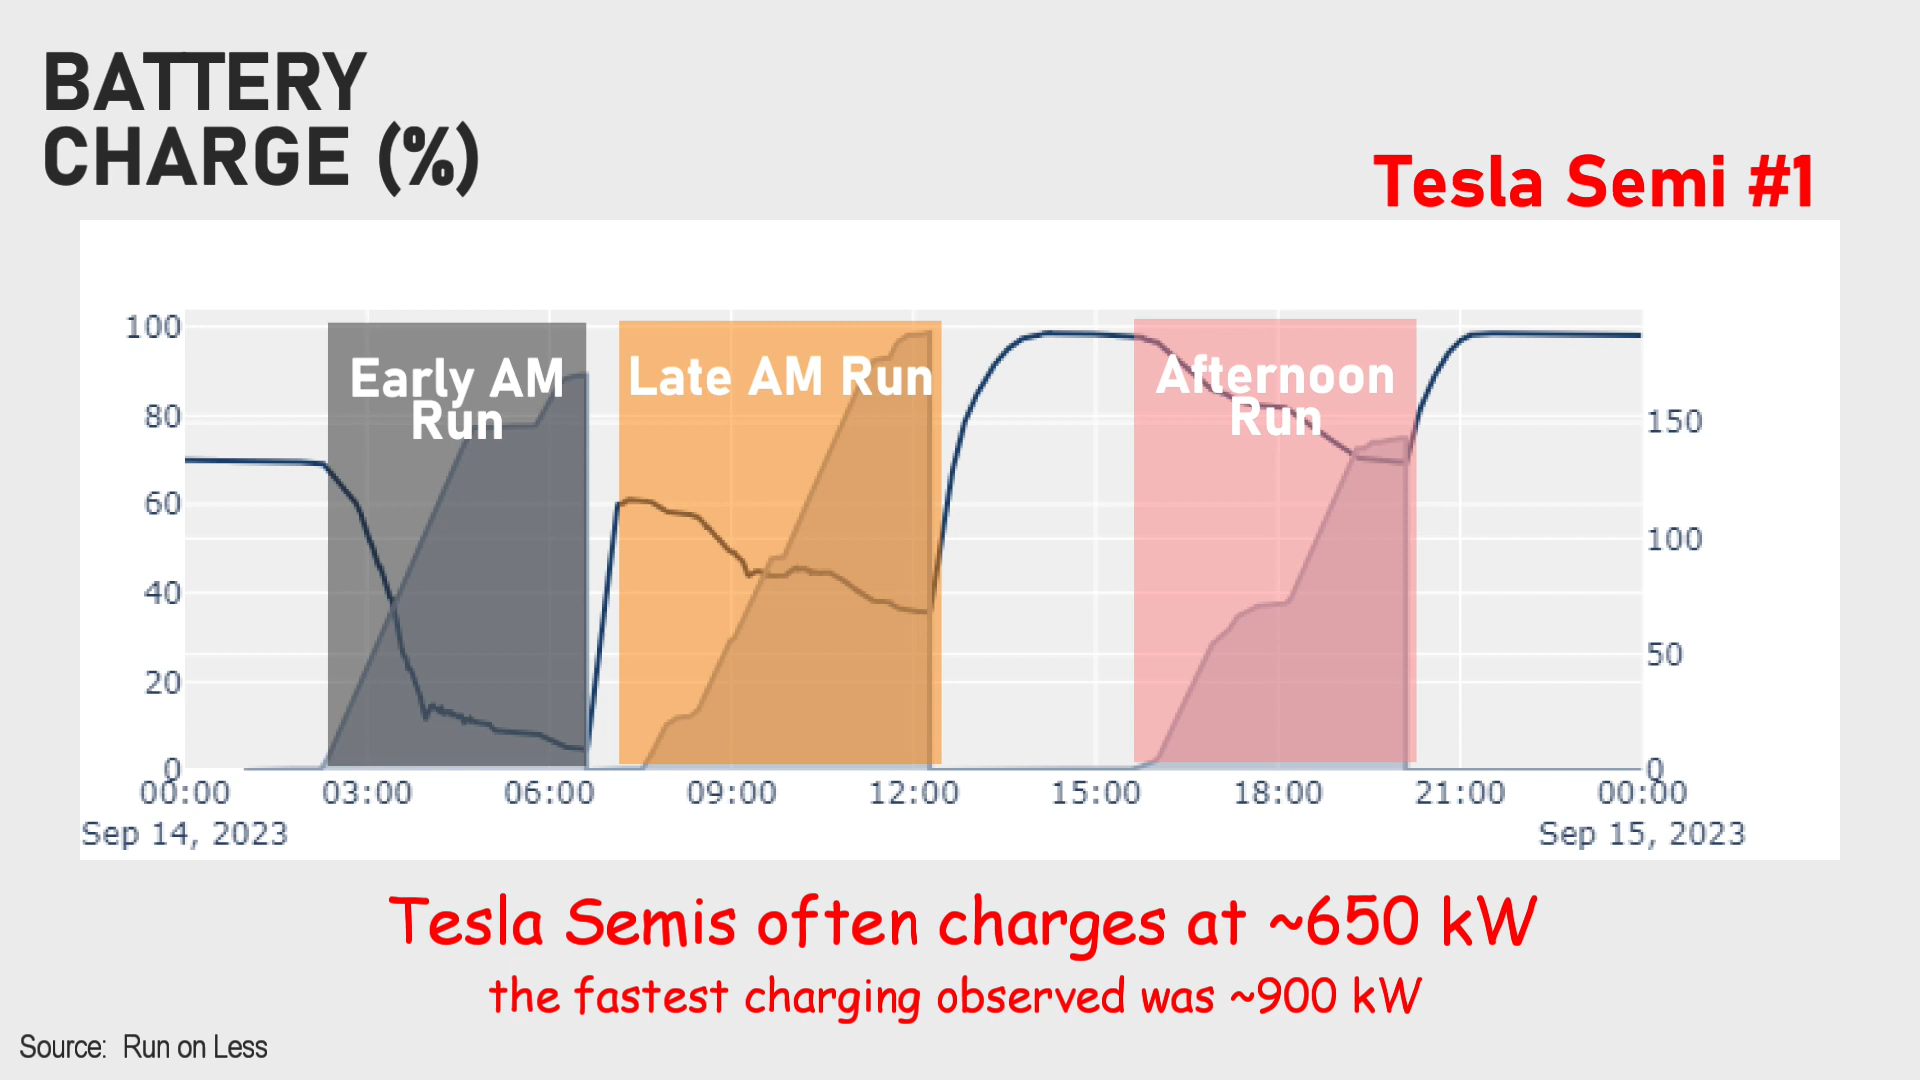 BATTERY
CHARGE (%)
Tesla Semi #1
Early AM
Run
Late AM Run
Afternoon
Run
100
80
60
40
20
0
150
100
50
0
00:00 03:00 06:00 09:00 12:00 15:00 18:00 21:00 00:00
Sep 14, 2023 Sep 15, 2023
Tesla Semis often charges at ~650 kW
the fastest charging observed was ~900 kW
Source: Run on Less